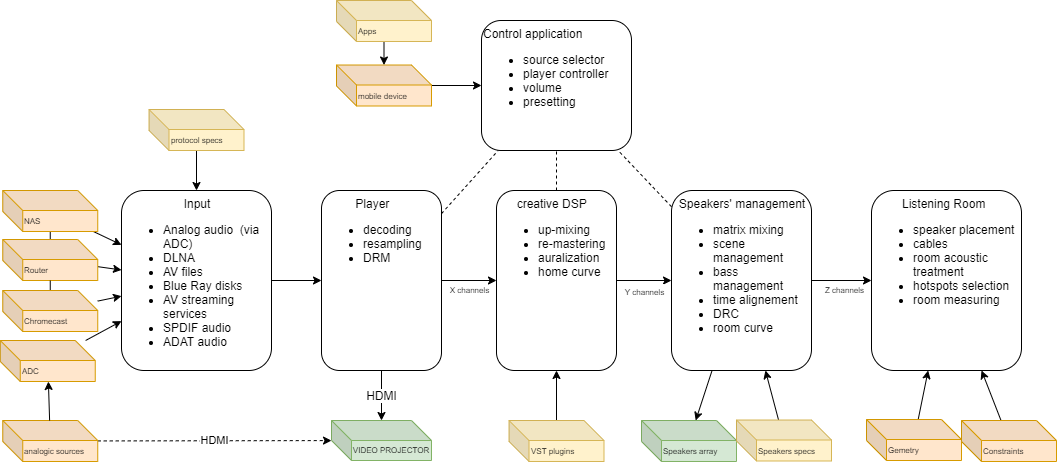 Apps
mobile device
Control application
source selector
player controller
volume
presetting
protocol specs
NAS
Router
Chromecast
ADC
analogic sources
Input
Analog audio (via
ADC)
DLNA
AV files
Blue Ray disks
AV streaming
services
SPDIF audio
ADAT audio
Player
decoding
resampling
DRM
X channels
creative DSP
up-mixing
re-mastering
auralization
home curve
Y channels
Speakers' management
matrix mixing
scene
management
bass
management
time alignement
DRC
room curve
Z channels
Listening Room
speaker placement
cables
room acoustic
treatment
hotspots selection
room measuring
HDMI
HDMI
VIDEO PROJECTOR
VST plugins
Speakers array
Speakers specs
Gemetry
Constraints